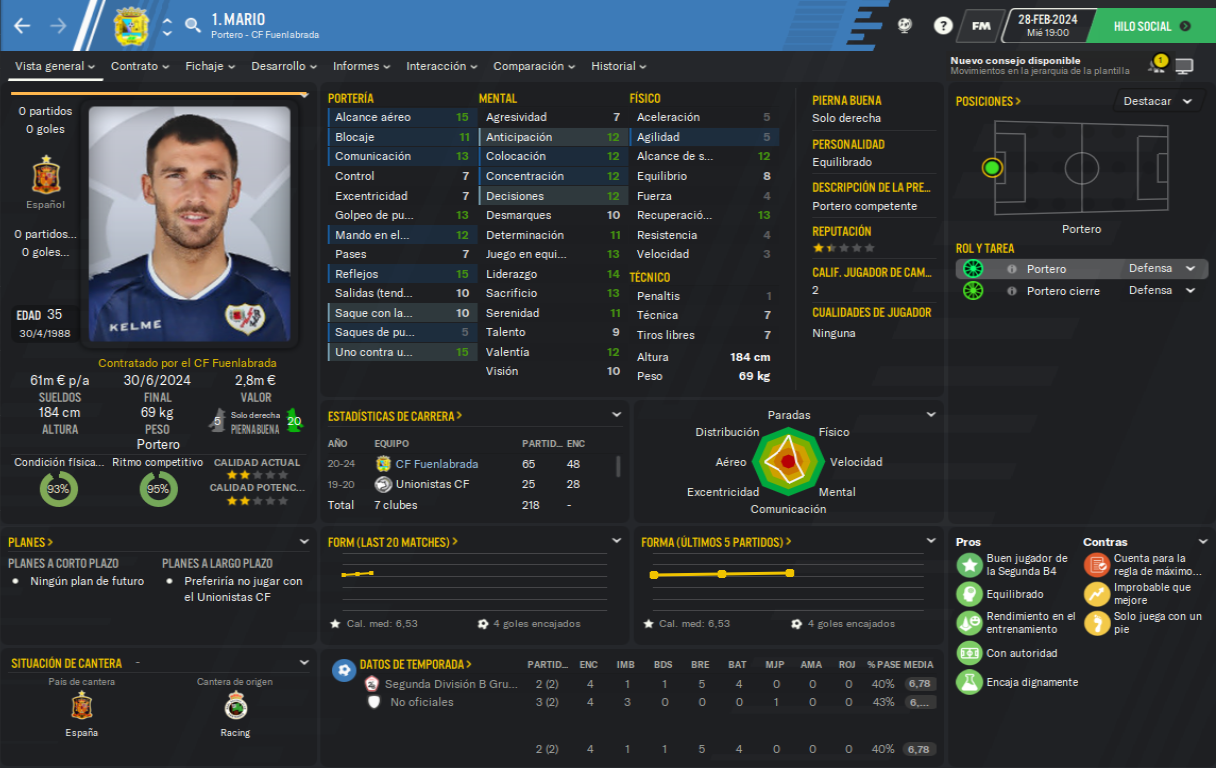 1. MARIO
Portero - CF Fuenlabrada
?
FM
28-FEB-2024
Mié 19:00
HILO SOCIAL
Vista general
Contrato
Fichaje
Desarrollo
Informes
Interacción
Comparación
Historial
Nuevo consejo disponible
Movimientos en la jerarquía de la plantilla
1
0 partidos
0 goles
Español
0 partidos...
0 goles...
KELME
EDAD 35
30/4/1988
Contratado por el CF Fuenlabrada
61m € p/a
SUELDOS
30/6/2024
FINAL
2,8m €
VALOR
184 cm
ALTURA
69 kg
PESO
5
Solo derecha
PIERNA BUENA
20
Portero
Condición física...
93%
Ritmo competitivo
95%
CALIDAD ACTUAL
CALIDAD POTENC...
PORTERÍA
Alcance aéreo 15
Blocaje 11
Comunicación 13
Control 7
Excentricidad 7
Golpeo de pu... 13
Mando en el... 12
Pases 7
Reflejos 15
Salidas (tend... 10
Saque con la... 10
Saques de pu... 5
Uno contra u... 15
MENTAL
Agresividad 7
Anticipación 12
Colocación 12
Concentración 12
Decisiones 12
Desmarques 10
Determinación 11
Juego en equi... 13
Liderazgo 14
Sacrificio 13
Serenidad 11
Talento 9
Valentía 12
Visión 10
FÍSICO
Aceleración 5
Agilidad 5
Alcance de s... 12
Equilibrio 8
Fuerza 4
Recuperació... 13
Resistencia 4
Velocidad 3
TÉCNICO
Penaltis 1
Técnica 7
Tiros libres 7
Altura 184 cm
Peso 69 kg
PIERNA BUENA
Solo derecha
PERSONALIDAD
Equilibrado
DESCRIPCIÓN DE LA PRE...
Portero competente
REPUTACIÓN
CALIF. JUGADOR DE CAM...
2
CUALIDADES DE JUGADOR
Ninguna
POSICIONES >
Destacar
Portero
ROL Y TAREA
Portero Defensa
Portero cierre Defensa
ESTADÍSTICAS DE CARRERA >
AÑO EQUIPO PARTID... ENC
20-24 CF Fuenlabrada 65 48
19-20 Unionistas CF 25 28
Total 7 clubes 218 -
Paradas
Distribución
Físico
Aéreo
Velocidad
Excentricidad
Mental
Comunicación
PLANES >
PLANES A CORTO PLAZO
Ningún plan de futuro
PLANES A LARGO PLAZO
Preferiría no jugar con
el Unionistas CF
FORM (LAST 20 MATCHES) >
Cal. med: 6,53
4 goles encajados
FORMA (ÚLTIMOS 5 PARTIDOS) >
Cal. med: 6,53
4 goles encajados
Pros
Buen jugador de
la Segunda B4
Equilibrado
Rendimiento en el
entrenamiento
Con autoridad
Encaja dignamente
Contras
Cuenta para la
regla de máximo...
Improbable que
mejore
Solo juega con un
pie
SITUACIÓN DE CANTERA -
País de cantera
España
Cantera de origen
Racing
DATOS DE TEMPORADA > PARTID... ENC IMB BDS BRE BAT MJP AMA ROJ % PASE MEDIA
Segunda División B Gru... 2 (2) 4 1 1 5 4 0 0 0 40% 6,78
No oficiales 3 (2) 4 3 0 0 0 1 0 0 43% 6,...
2 (2) 4 1 1 5 4 0 0 0 40% 6,78